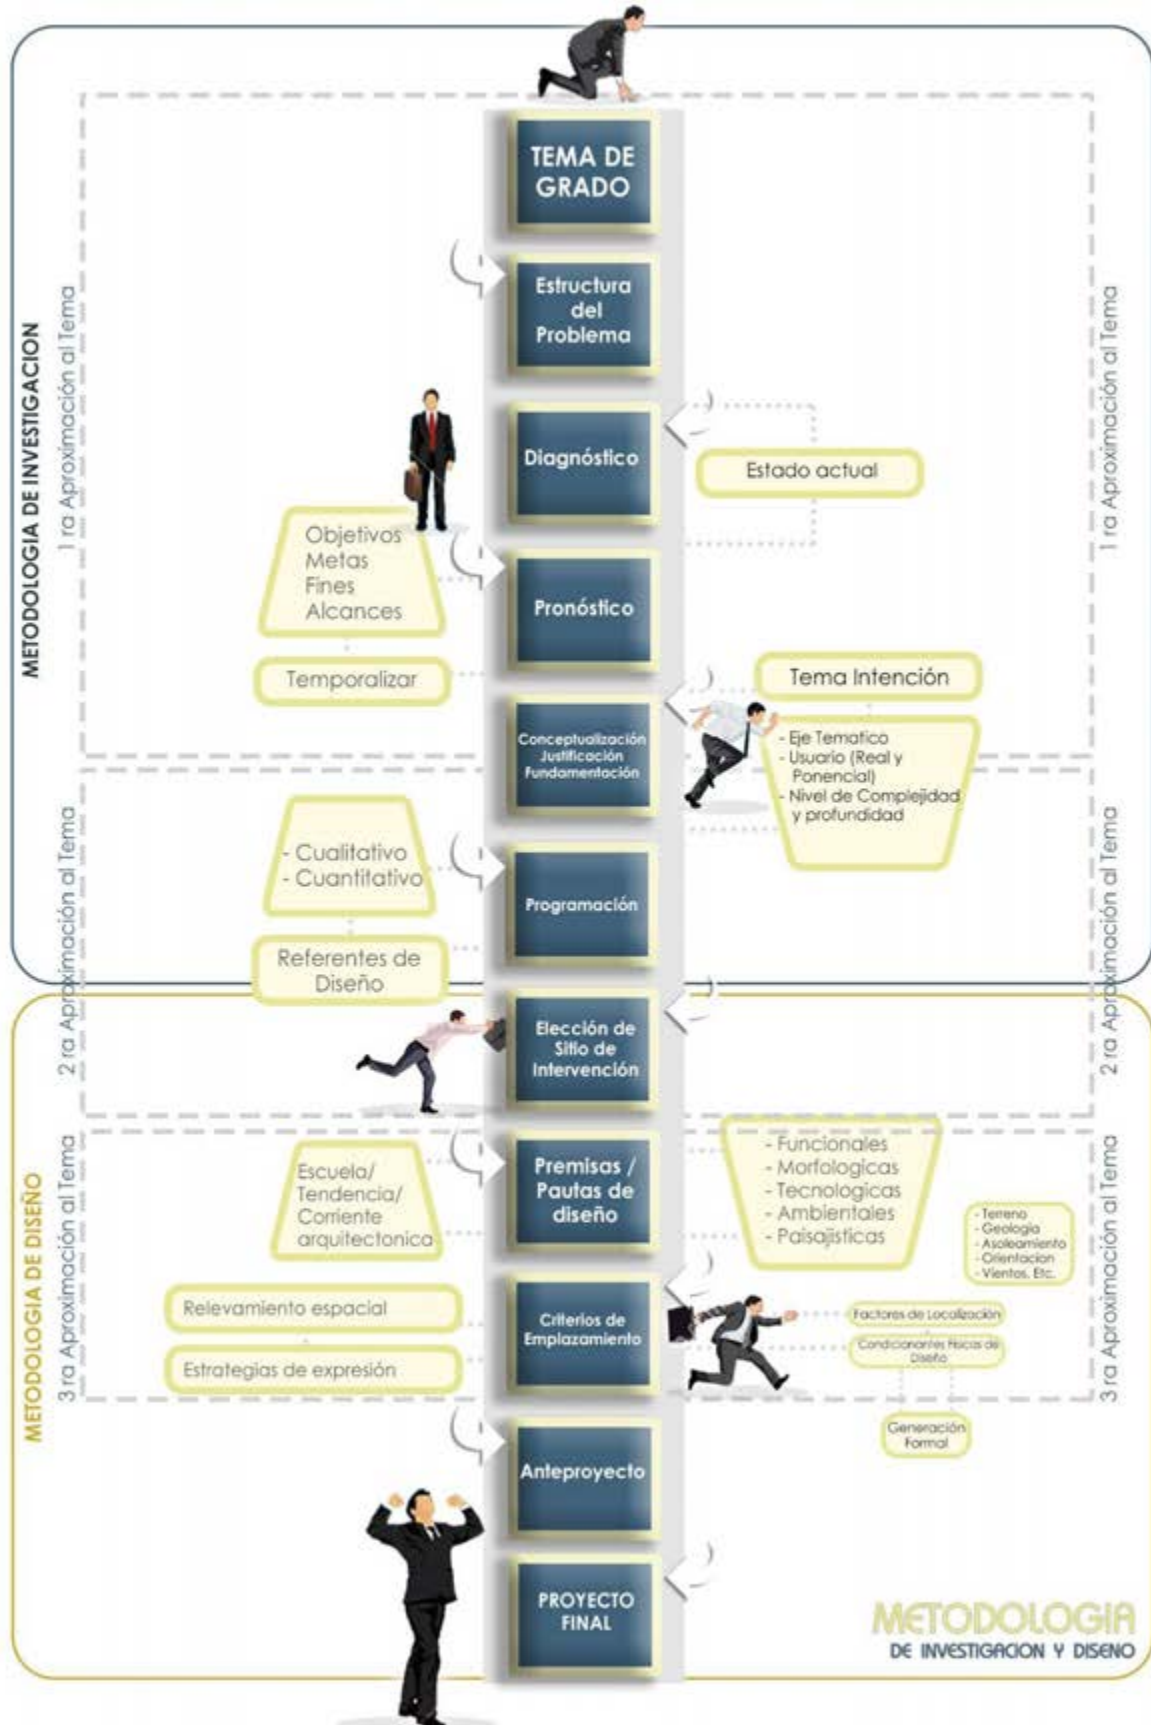 TEMA DE
GRADO
METODOLOGIA DE INVESTIGACION
1 ra Aproximación al Tema
1 ra Aproximación al Tema
Estructura
del
Problema
Diagnóstico
Estado actual
Objetivos
Metas
Fines
Alcances
Pronóstico
Temporalizar
Tema Intención
Conceptualización
Justificación
Fundamentación
- Eje Tematico
- Usuario (Real y
Ponencial)
- Nivel de Complejidad
y profundidad
2 ra Aproximación al Tema
2 ra Aproximación al Tema
- Cualitativo
- Cuantitativo
Programación
Referentes de
Diseño
Elección de
Sitio de
Intervención
METODOLOGIA DE DISEÑO
3 ra Aproximación al Tema
3 ra Aproximación al Tema
Escuela/
Tendencia/
Corriente
arquitectonica
Premisas /
Pautas de
diseño
- Funcionales
- Morfologicas
- Tecnologicas
- Ambientales
- Paisajisticas
- Terreno
- Geologia
- Asoleamiento
- Orientacion
- Vientos, Etc.
Relevamiento espacial
Estrategias de expresión
Criterios de
Emplazamiento
Factores de Localización
Condicionantes Fisicas de
Diseño
Generación
Formal
Anteproyecto
PROYECTO
FINAL
METODOLOGIA
DE INVESTIGACION Y DISENO